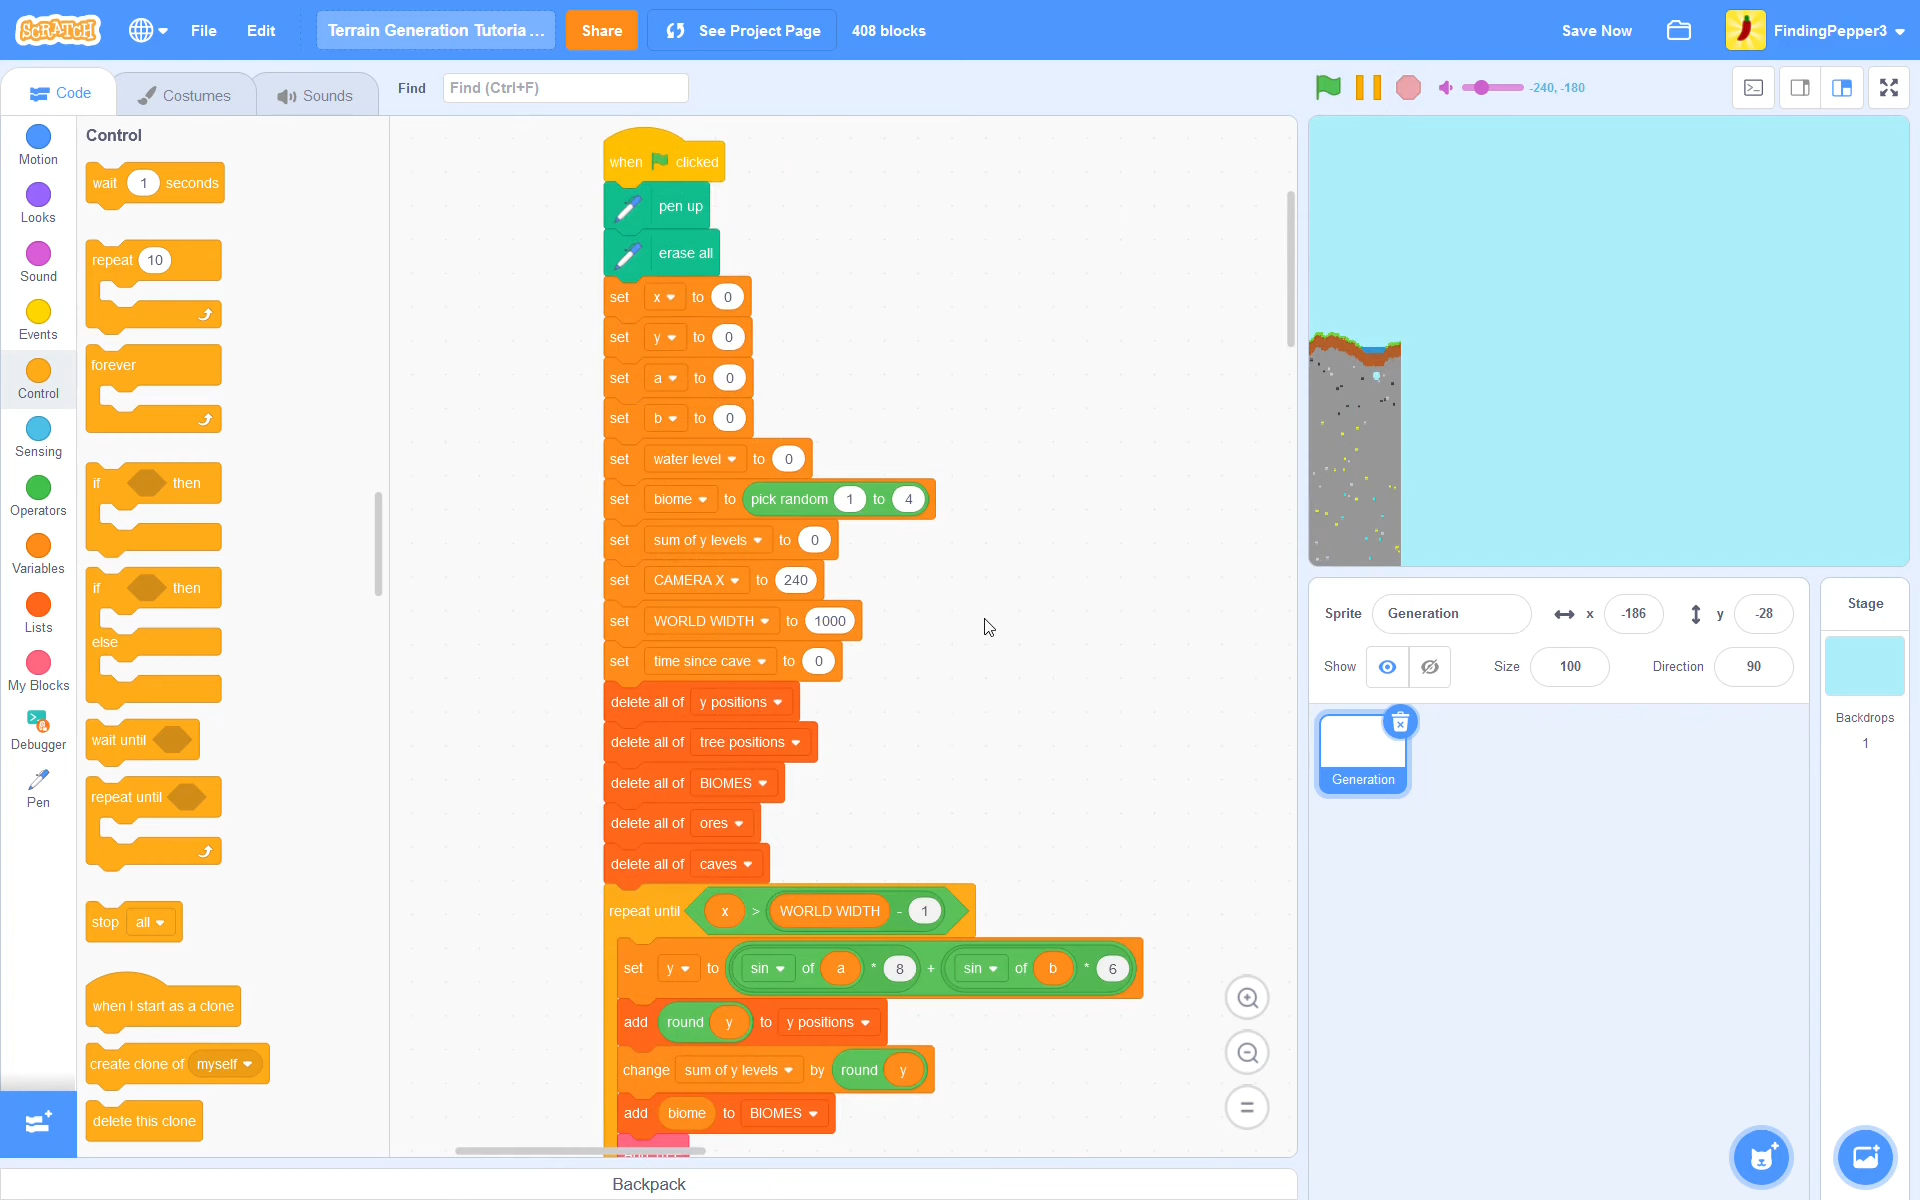 SCRATCH
File
Edit
Terrain Generation Tutoria ...
Share
See Project Page
408 blocks
Save Now
FindingPepper3
Code
Costumes
Sounds
Find
Find (Ctrl+F)
-240, -180
Motion
Looks
Sound
Events
Control
Sensing
Operators
Variables
Lists
My Blocks
Debugger
Pen
Control
wait 1 seconds
repeat 10
forever
if then
if then
else
wait until
repeat until
stop all
when I start as a clone
create clone of myself
delete this clone
when clicked
pen up
erase all
set x to 0
set y to 0
set a to 0
set b to 0
set water level to 0
set biome to pick random 1 to 4
set sum of y levels to 0
set CAMERA X to 240
set WORLD WIDTH to 1000
set time since cave to 0
delete all of y positions
delete all of tree positions
delete all of BIOMES
delete all of ores
delete all of caves
repeat until x > WORLD WIDTH - 1
set y to sin of a * 8 + sin of b * 6
add round y to y positions
change sum of y levels by round y
add biome to BIOMES
Sprite Generation x -186 y -28
Show Size 100 Direction 90
Generation
Stage
Backdrops
1
Backpack